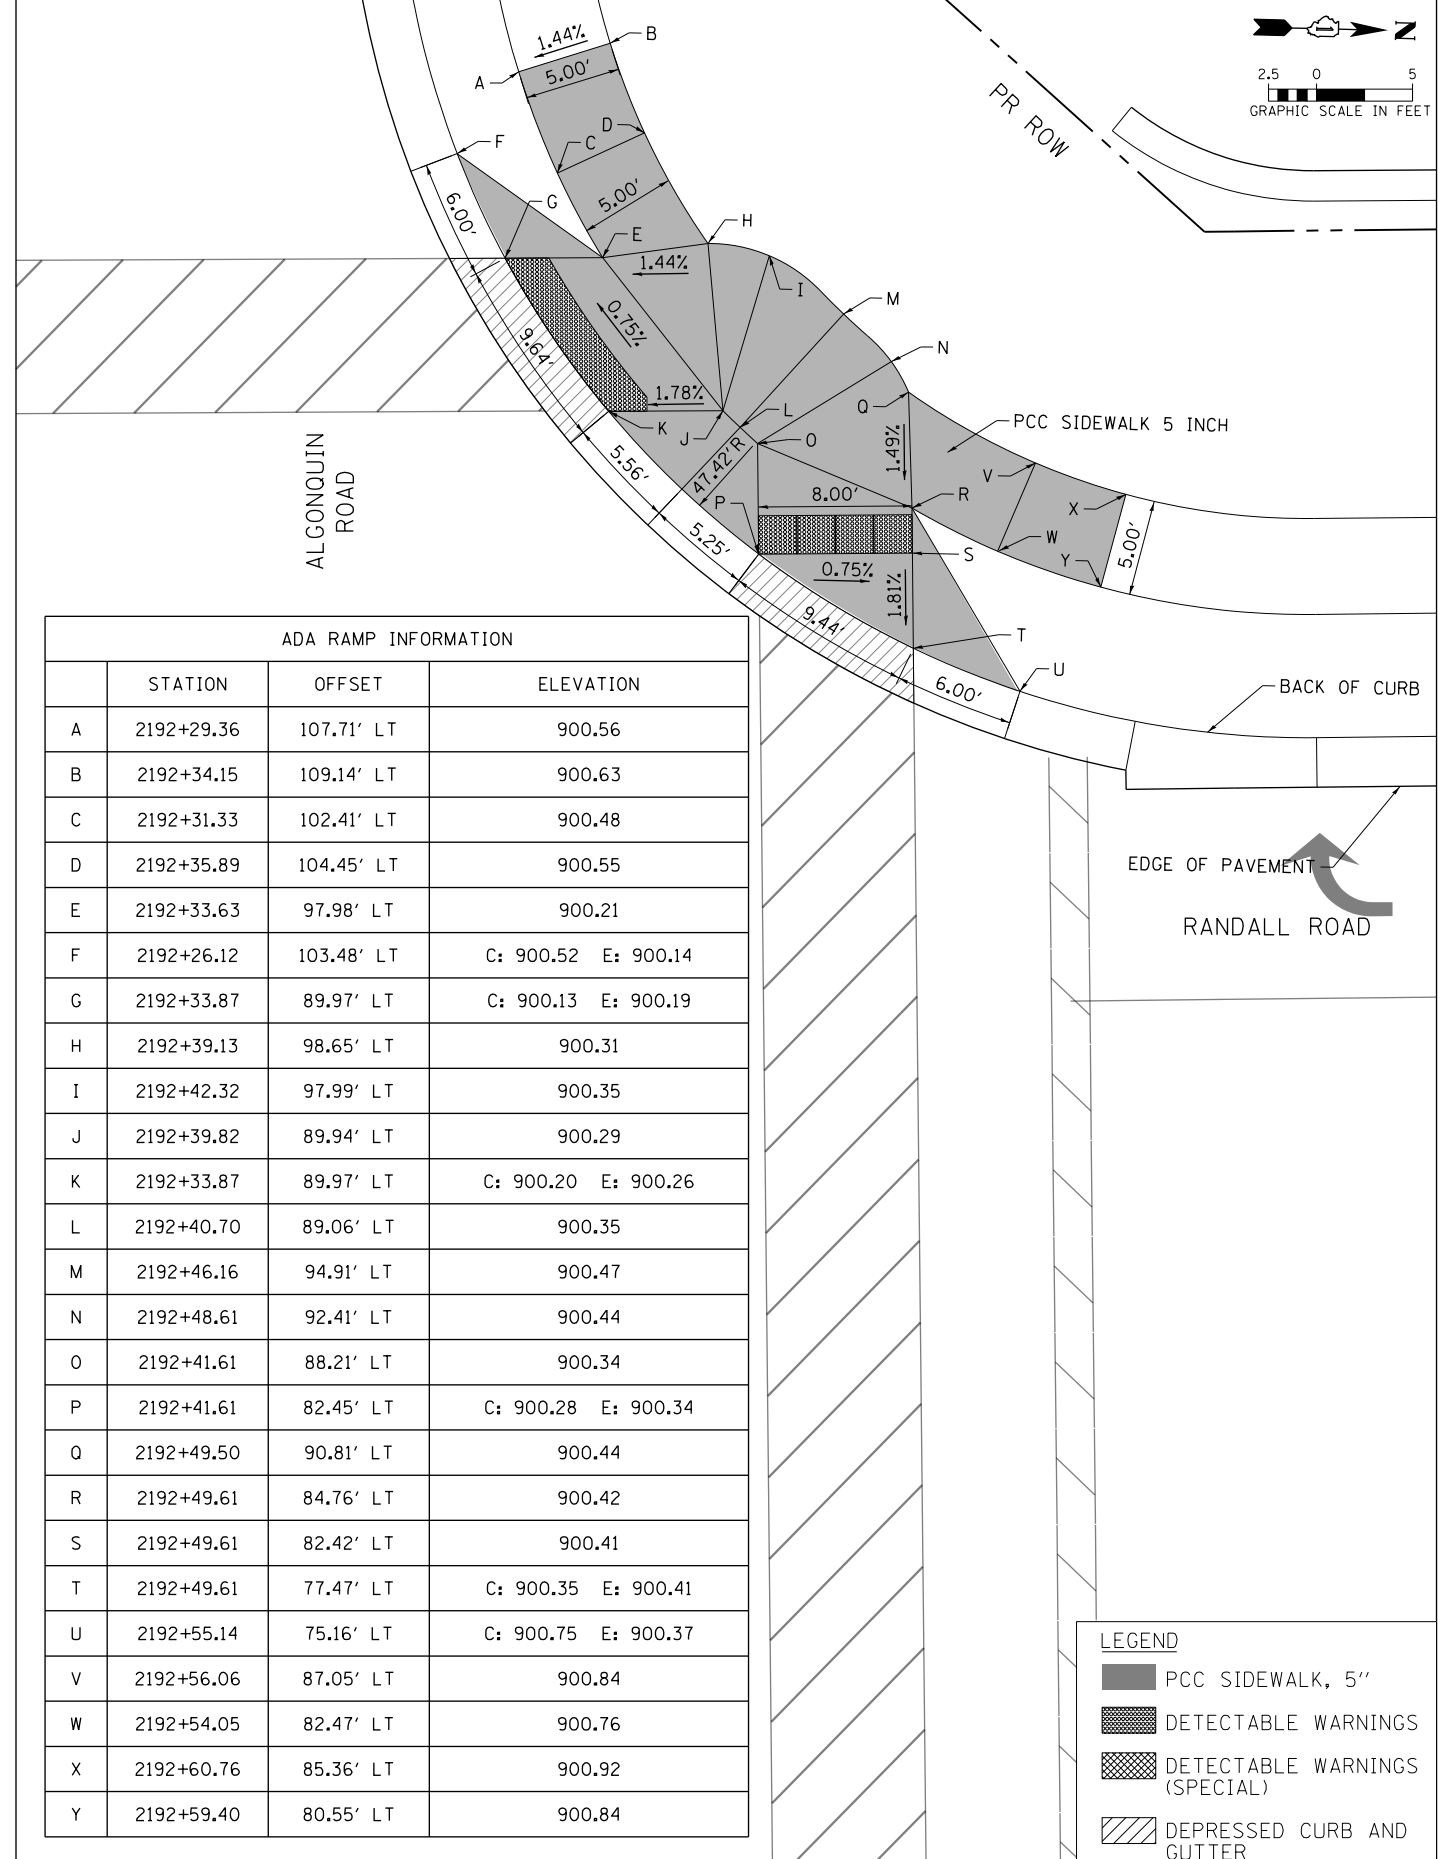 1.44%
B
5.00'
A
D
C
F
5.00'
6.00'
G
E
H
1.44%
I
M
0.75%
N
9.64'
1.78%
K
J
L
Q
O
1.49%
PCC SIDEWALK 5 INCH
5.56'
47.42'R
P
8.00'
R
V
X
W
Y
5.00'
5.25'
S
0.75%
1.81%
9.44'
T
6.00'
U
N
2.5 0 5
GRAPHIC SCALE IN FEET
PR ROW
ALGONQUIN
ROAD
BACK OF CURB
EDGE OF PAVEMENT
RANDALL ROAD
ADA RAMP INFORMATION
STATION OFFSET ELEVATION
A 2192+29.36 107.71' LT 900.56
B 2192+34.15 109.14' LT 900.63
C 2192+31.33 102.41' LT 900.48
D 2192+35.89 104.45' LT 900.55
E 2192+33.63 97.98' LT 900.21
F 2192+26.12 103.48' LT C: 900.52 E: 900.14
G 2192+33.87 89.97' LT C: 900.13 E: 900.19
H 2192+39.13 98.65' LT 900.31
I 2192+42.32 97.99' LT 900.35
J 2192+39.82 89.94' LT 900.29
K 2192+33.87 89.97' LT C: 900.20 E: 900.26
L 2192+40.70 89.06' LT 900.35
M 2192+46.16 94.91' LT 900.47
N 2192+48.61 92.41' LT 900.44
O 2192+41.61 88.21' LT 900.34
P 2192+41.61 82.45' LT C: 900.28 E: 900.34
Q 2192+49.50 90.81' LT 900.44
R 2192+49.61 84.76' LT 900.42
S 2192+49.61 82.42' LT 900.41
T 2192+49.61 77.47' LT C: 900.35 E: 900.41
U 2192+55.14 75.16' LT C: 900.75 E: 900.37
V 2192+56.06 87.05' LT 900.84
W 2192+54.05 82.47' LT 900.76
X 2192+60.76 85.36' LT 900.92
Y 2192+59.40 80.55' LT 900.84
LEGEND
PCC SIDEWALK, 5''
DETECTABLE WARNINGS
DETECTABLE WARNINGS
(SPECIAL)
DEPRESSED CURB AND
GUTTER